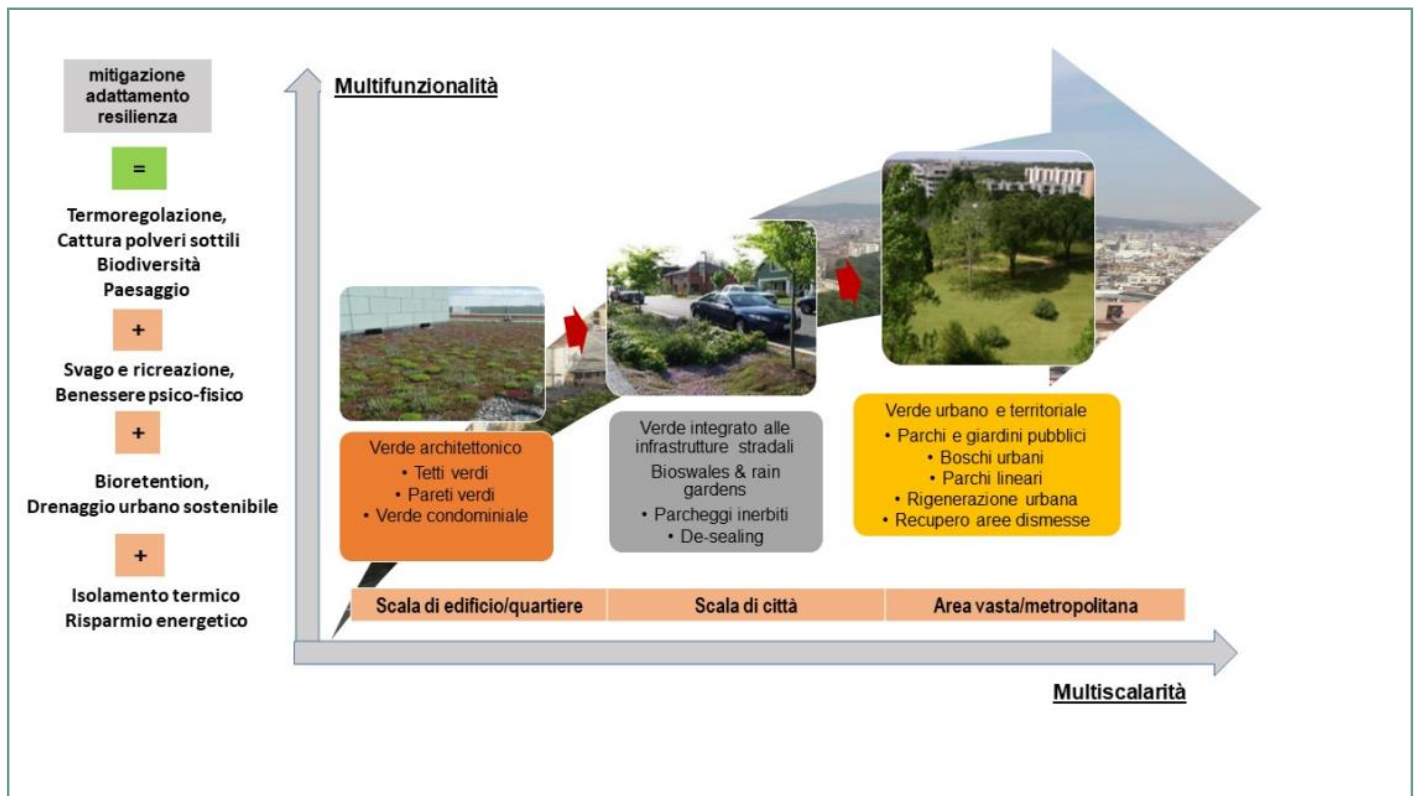 mitigazione
adattamento
resilienza
=
Termoregolazione,
Cattura polveri sottili
Biodiversità
Paesaggio
+
Svago e ricreazione,
Benessere psico-fisico
+
Bioretention,
Drenaggio urbano sostenibile
+
Isolamento termico
Risparmio energetico
Multifunzionalità
Verde architettonico
• Tetti verdi
• Pareti verdi
• Verde condominiale
Verde integrato alle
infrastrutture stradali
Bioswales & rain
gardens
• Parcheggi inerbiti
• De-sealing
Verde urbano e territoriale
• Parchi e giardini pubblici
• Boschi urbani
• Parchi lineari
• Rigenerazione urbana
• Recupero aree dismesse
Scala di edificio/quartiere
Scala di città
Area vasta/metropolitana
Multiscalarità